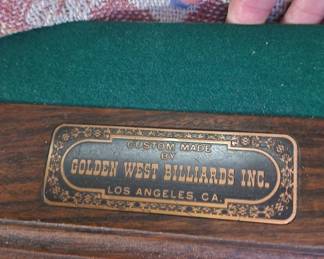 CUSTOM MADE
BY
GOLDEN WEST BILLIARDS INC.
LOS ANGELES, CA.